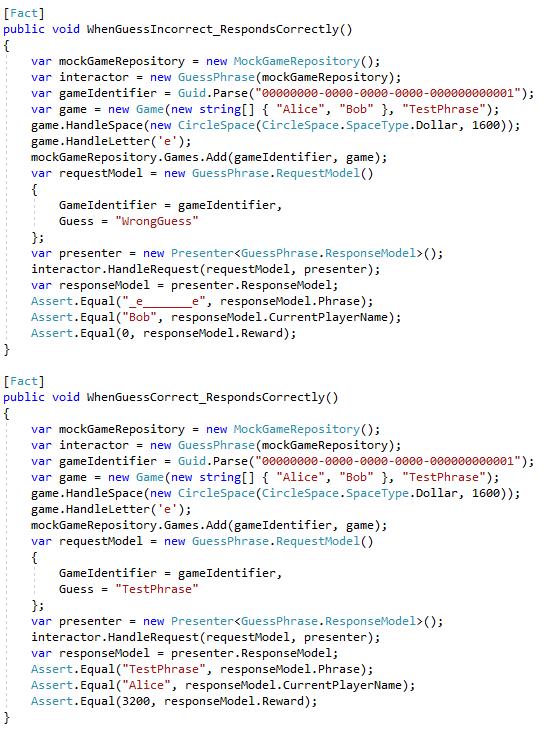 [Fact]
public void WhenGuessIncorrect_RespondsCorrectly()
{
    var mockGameRepository = new MockGameRepository();
    var interactor = new GuessPhrase(mockGameRepository);
    var gameIdentifier = Guid.Parse("00000000-0000-0000-0000-000000000001");
    var game = new Game(new string[] { "Alice", "Bob" }, "TestPhrase");
    game.HandleSpace(new CircleSpace(CircleSpace.SpaceType.Dollar, 1600));
    game.HandleLetter('e');
    mockGameRepository.Games.Add(gameIdentifier, game);
    var requestModel = new GuessPhrase.RequestModel()
    {
        GameIdentifier = gameIdentifier,
        Guess = "WrongGuess"
    };
    var presenter = new Presenter<GuessPhrase.ResponseModel>();
    interactor.HandleRequest(requestModel, presenter);
    var responseModel = presenter.ResponseModel;
    Assert.Equal("_e_______e", responseModel.Phrase);
    Assert.Equal("Bob", responseModel.CurrentPlayerName);
    Assert.Equal(0, responseModel.Reward);
}
[Fact]
public void WhenGuessCorrect_RespondsCorrectly()
{
    var mockGameRepository = new MockGameRepository();
    var interactor = new GuessPhrase(mockGameRepository);
    var gameIdentifier = Guid.Parse("00000000-0000-0000-0000-000000000001");
    var game = new Game(new string[] { "Alice", "Bob" }, "TestPhrase");
    game.HandleSpace(new CircleSpace(CircleSpace.SpaceType.Dollar, 1600));
    game.HandleLetter('e');
    mockGameRepository.Games.Add(gameIdentifier, game);
    var requestModel = new GuessPhrase.RequestModel()
    {
        GameIdentifier = gameIdentifier,
        Guess = "TestPhrase"
    };
    var presenter = new Presenter<GuessPhrase.ResponseModel>();
    interactor.HandleRequest(requestModel, presenter);
    var responseModel = presenter.ResponseModel;
    Assert.Equal("TestPhrase", responseModel.Phrase);
    Assert.Equal("Alice", responseModel.CurrentPlayerName);
    Assert.Equal(3200, responseModel.Reward);
}